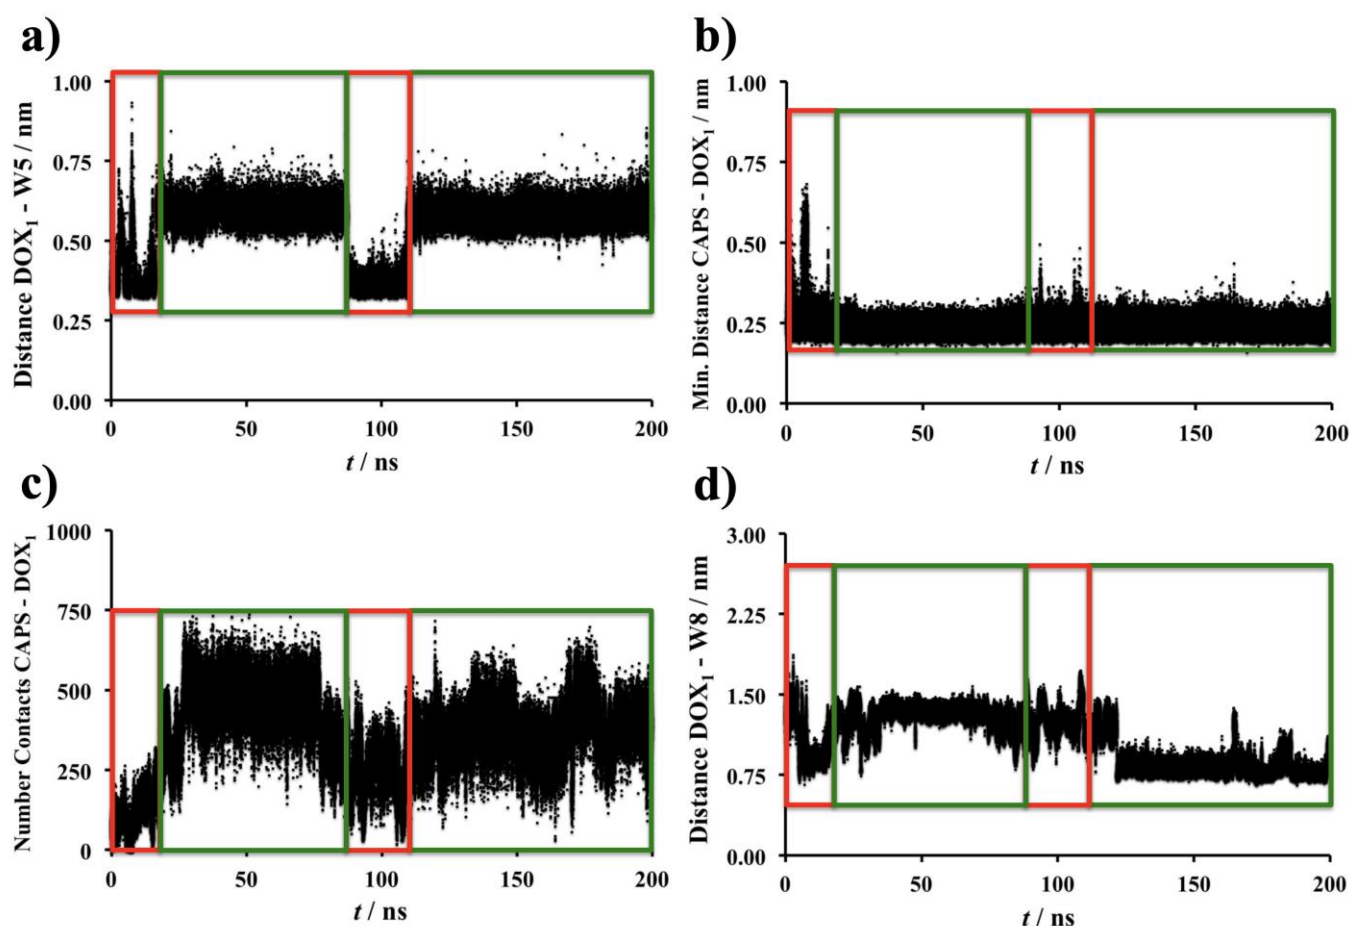 a)
1.00
0.75
0.50
0.25
0.00
Distance DOX₁ - W5 / nm
0 50 100 150 200
t / ns
b)
1.00
0.75
0.50
0.25
0.00
Min. Distance CAPS - DOX₁ / nm
0 50 100 150 200
t / ns
c)
1000
750
500
250
0
Number Contacts CAPS - DOX₁
0 50 100 150 200
t / ns
d)
3.00
2.25
1.50
0.75
0.00
Distance DOX₁ - W8 / nm
0 50 100 150 200
t / ns